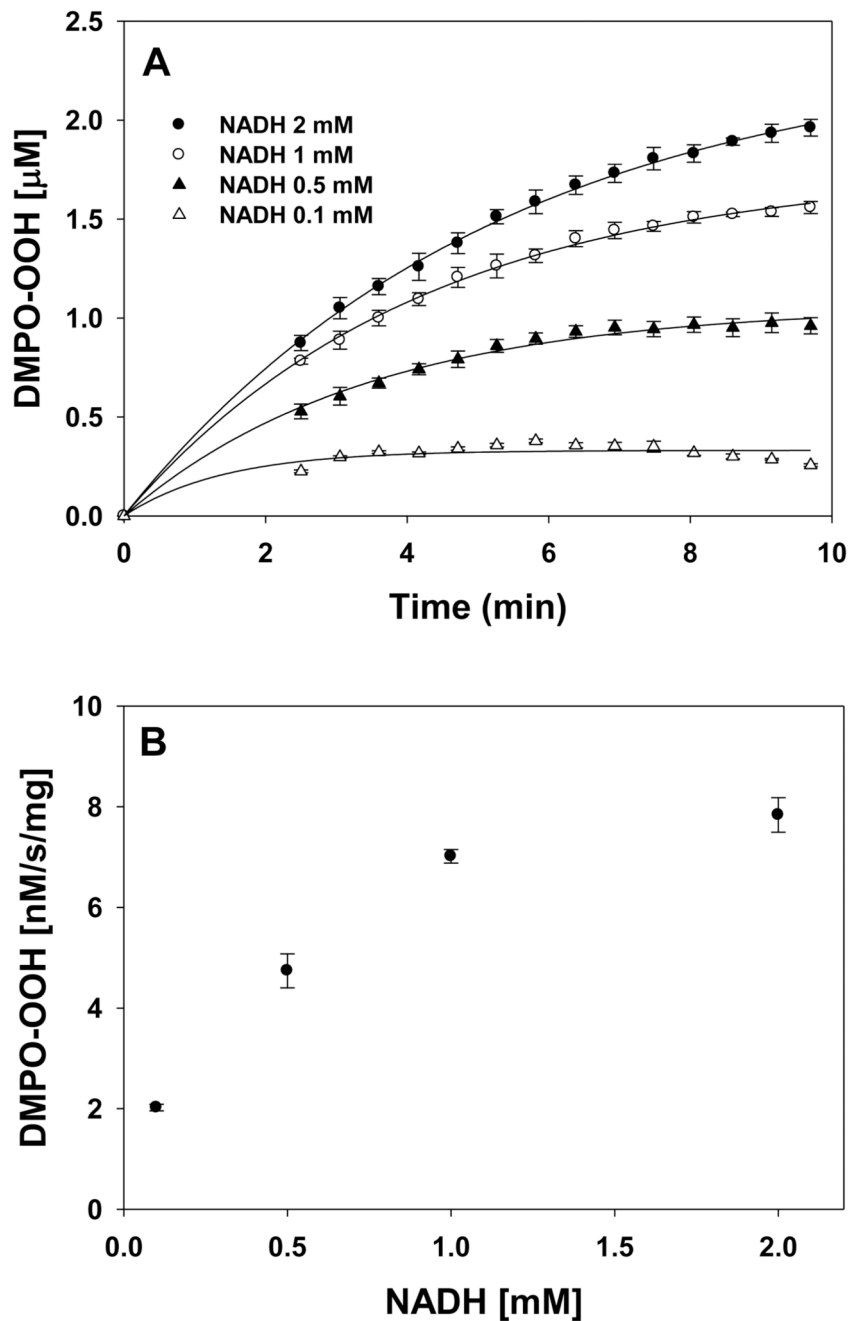 A
NADH 2 mM
NADH 1 mM
NADH 0.5 mM
NADH 0.1 mM
DMPO-OOH [μM]
2.5
2.0
1.5
1.0
0.5
0.0
0 2 4 6 8 10
Time (min)
B
DMPO-OOH [nM/s/mg]
10
8
6
4
2
0
0.0 0.5 1.0 1.5 2.0
NADH [mM]